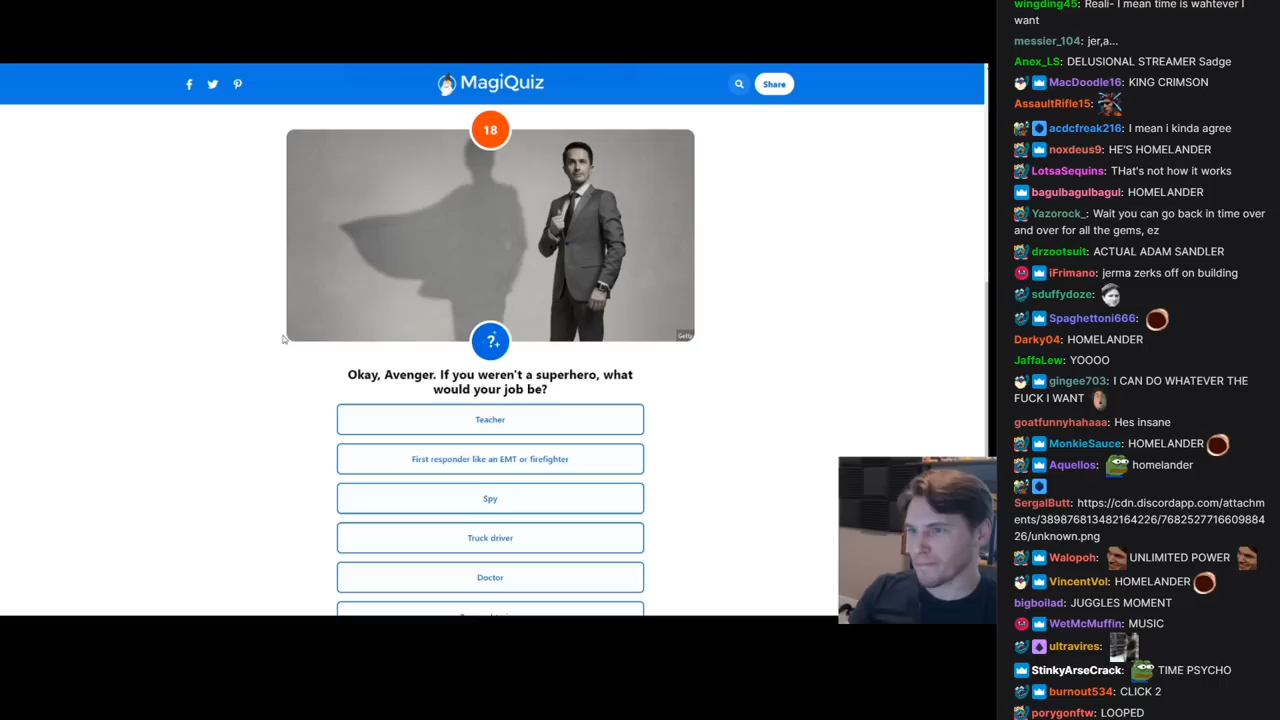 MagiQuiz
Share
18
Getty
?
Okay, Avenger. If you weren't a superhero, what
would your job be?
Teacher
First responder like an EMT or firefighter
Spy
Truck driver
Doctor
wingding45: Reali- I mean time is wahtever I
want
messier_104: jer,a...
Anex_LS: DELUSIONAL STREAMER Sadge
MacDoodle16: KING CRIMSON
AssaultRifle15:
acdcfreak216: I mean i kinda agree
noxdeus9: HE'S HOMELANDER
LotsaSequins: THat's not how it works
bagulbagulbagul: HOMELANDER
Yazorock_: Wait you can go back in time over
and over for all the gems, ez
drzootsuit: ACTUAL ADAM SANDLER
iFrimano: jerma zerks off on building
sduffydoze:
Spaghettoni666:
Darky04: HOMELANDER
JaffaLew: YOOOO
gingee703: I CAN DO WHATEVER THE
FUCK I WANT
goatfunnyhahaaa: Hes insane
MonkieSauce: HOMELANDER
Aquellos: homelander
SergalButt: https://cdn.discordapp.com/attachm
ents/389876813482164226/7682527716609884
26/unknown.png
Walopoh: UNLIMITED POWER
VincentVol: HOMELANDER
bigboilad: JUGGLES MOMENT
WetMcMuffin: MUSIC
ultravires:
StinkyArseCrack: TIME PSYCHO
burnout534: CLICK 2
porygonftw: LOOPED